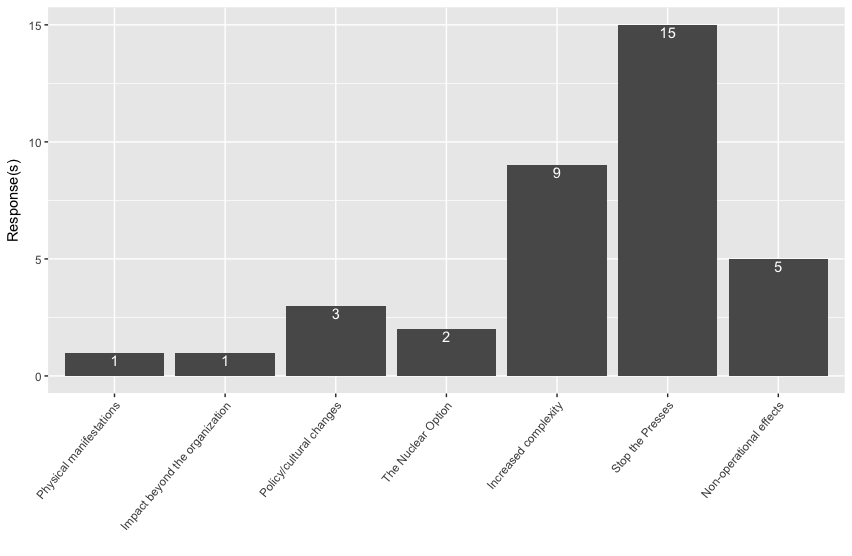 Response(s)
15
10
5
0
1
1
3
2
9
15
5
Physical manifestations
Impact beyond the organization
Policy/cultural changes
The Nuclear Option
Increased complexity
Stop the Presses
Non-operational effects